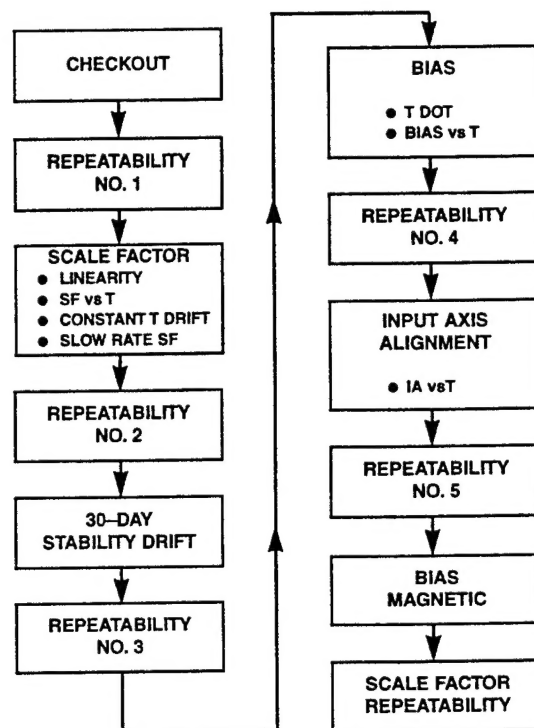 CHECKOUT
REPEATABILITY
NO. 1
SCALE FACTOR
● LINEARITY
● SF vs T
● CONSTANT T DRIFT
● SLOW RATE SF
REPEATABILITY
NO. 2
30–DAY
STABILITY DRIFT
REPEATABILITY
NO. 3
BIAS
● T DOT
● BIAS vs T
REPEATABILITY
NO. 4
INPUT AXIS
ALIGNMENT
● IA vsT
REPEATABILITY
NO. 5
BIAS
MAGNETIC
SCALE FACTOR
REPEATABILITY